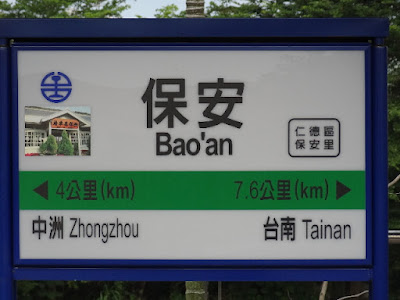 保安
Bao'an
仁德區
保安里
◀ 4公里(km) 7.6公里(km) ▶
中洲 Zhongzhou 台南 Tainan